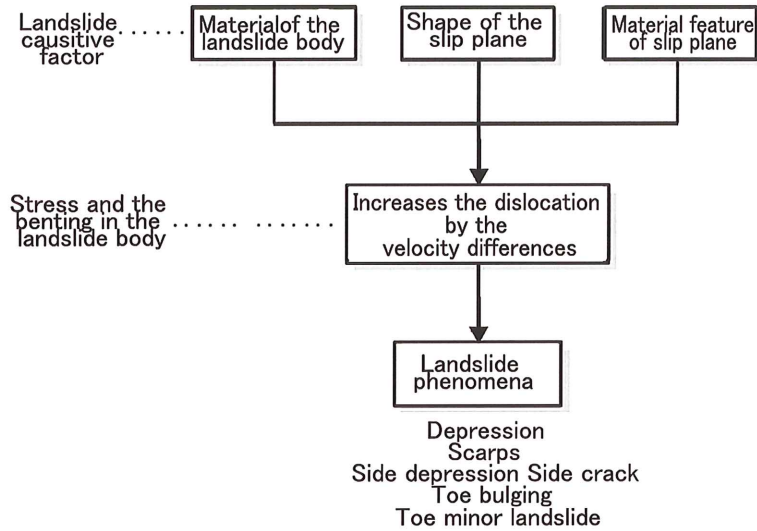 Landslide
causitive
factor
Materialof the
landslide body
Shape of the
slip plane
Material feature
of slip plane
Stress and the
benting in the
landslide body
Increases the dislocation
by the
velocity differences
Landslide
phenomena
Depression
Scarps
Side depression Side crack
Toe bulging
Toe minor landslide